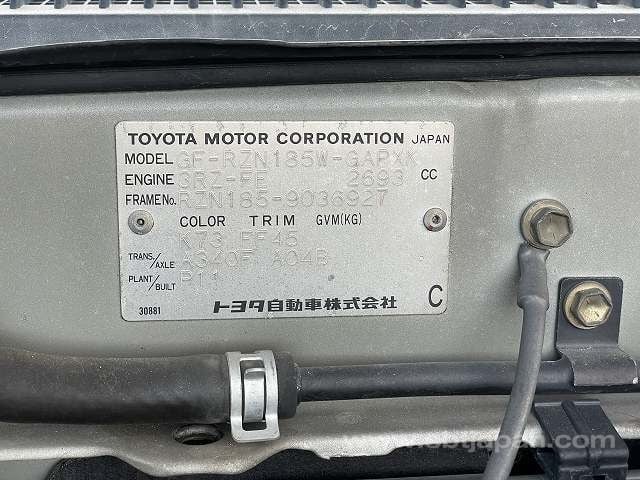 TOYOTA MOTOR CORPORATION JAPAN
MODEL GF-RZN185W-GAPXK
ENGINE 3RZ-FE 2693 CC
FRAME No. RZN185-9036927
COLOR TRIM GVM(KG)
K73 FF45
TRANS./AXLE A340F A04B
PLANT/BUILT P11
30881 トヨタ自動車株式会社 C